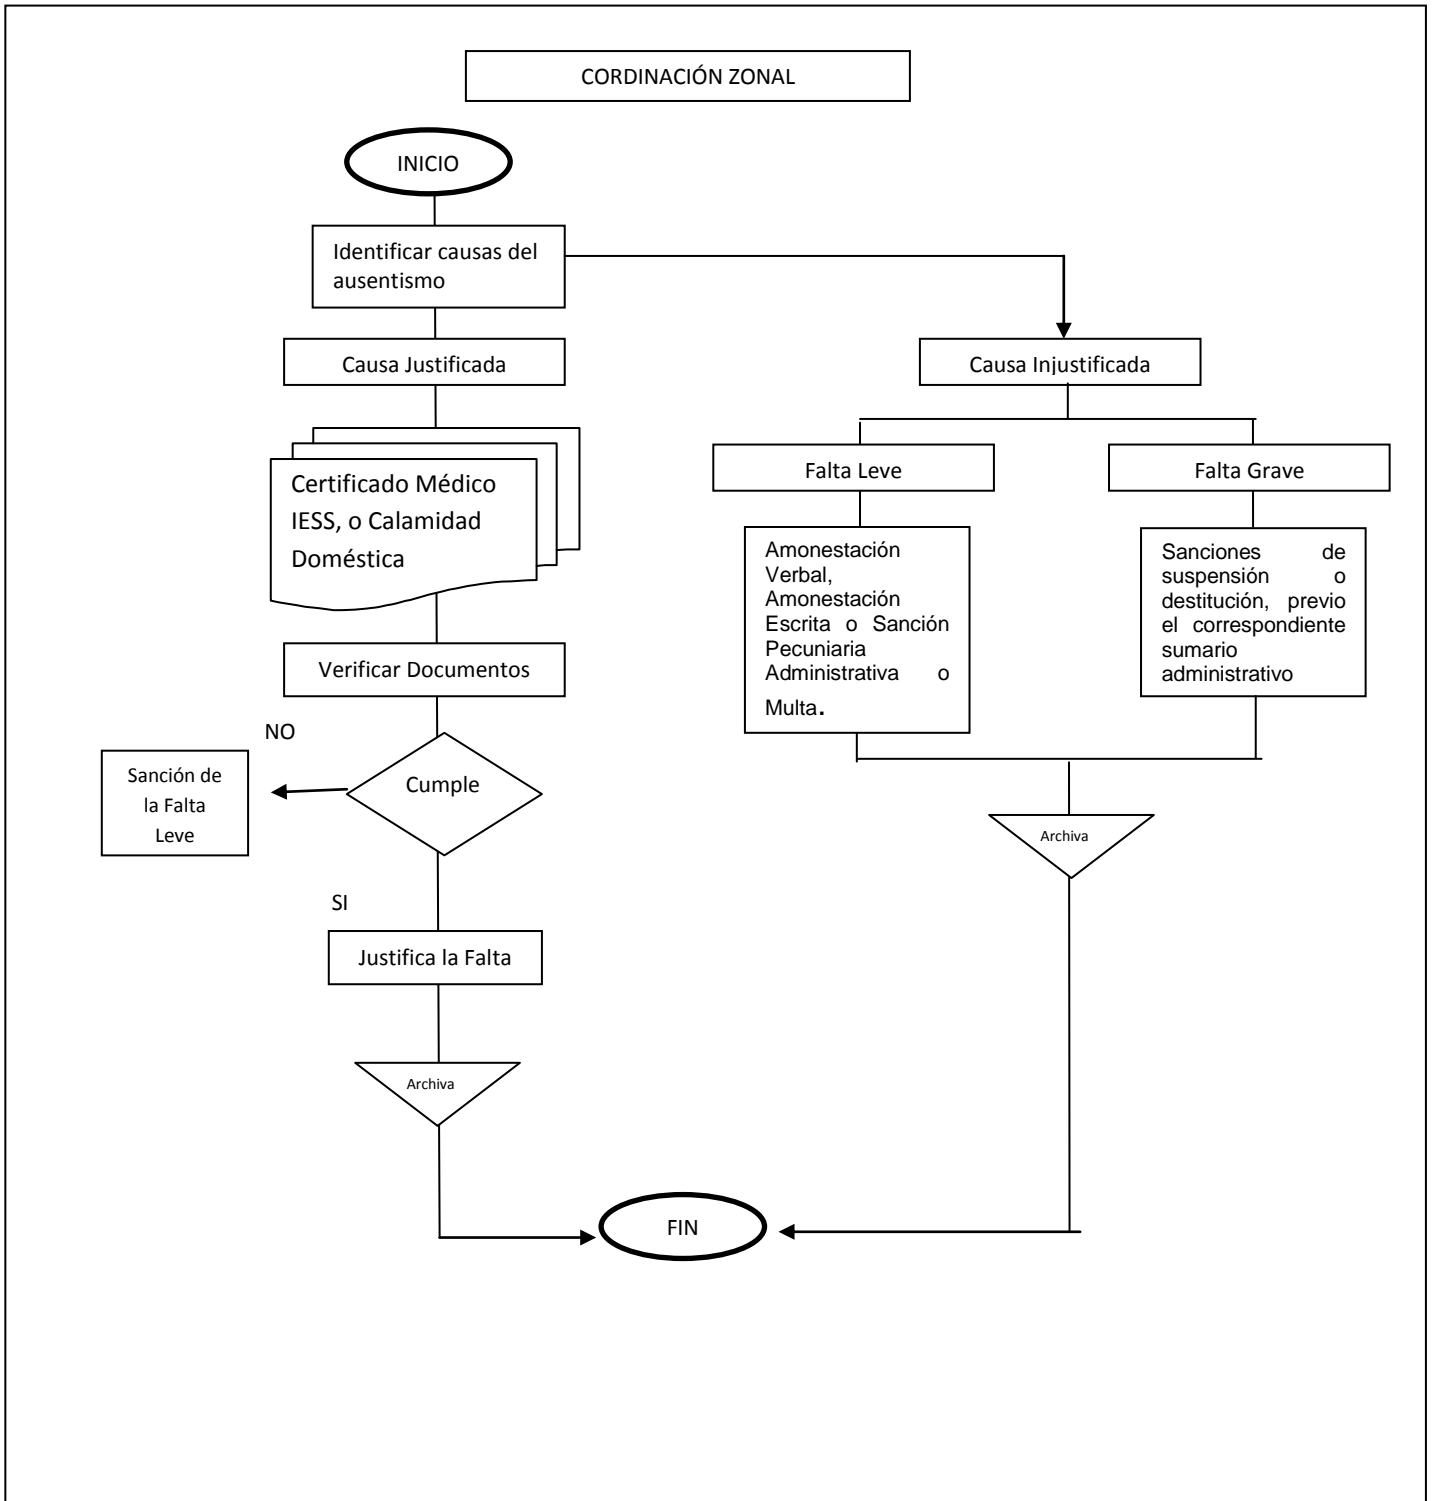 CORDINACIÓN ZONAL
INICIO
Identificar causas del
ausentismo
Causa Justificada
Causa Injustificada
Certificado Médico
IESS, o Calamidad
Doméstica
Falta Leve
Falta Grave
Amonestación
Verbal,
Amonestación
Escrita o Sanción
Pecuniaria
Administrativa o
Multa.
Sanciones de
suspensión o
destitución, previo
el correspondiente
sumario
administrativo
Verificar Documentos
NO
Sanción de
la Falta
Leve
Cumple
Archiva
SI
Justifica la Falta
Archiva
FIN